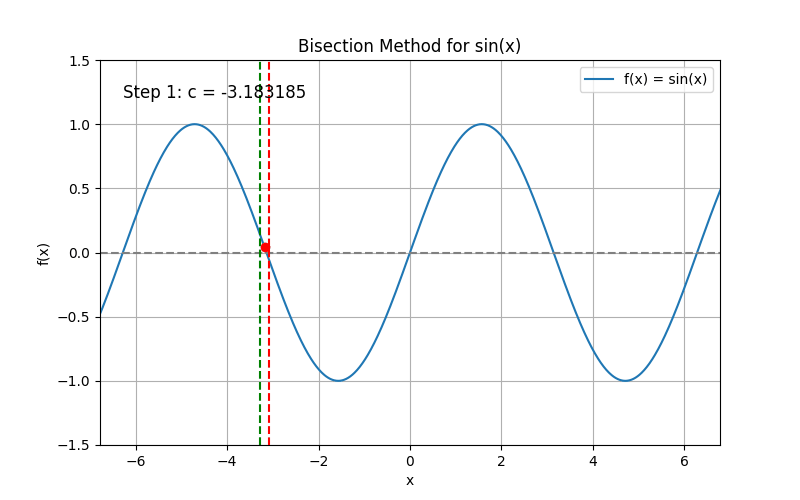 Bisection Method for sin(x)
1.5
f(x) = sin(x)
Step 1: c = -3.183185
1.0
0.5
0.0
f(x)
−0.5
−1.0
−1.5
−6 −4 −2 0 2 4 6
x